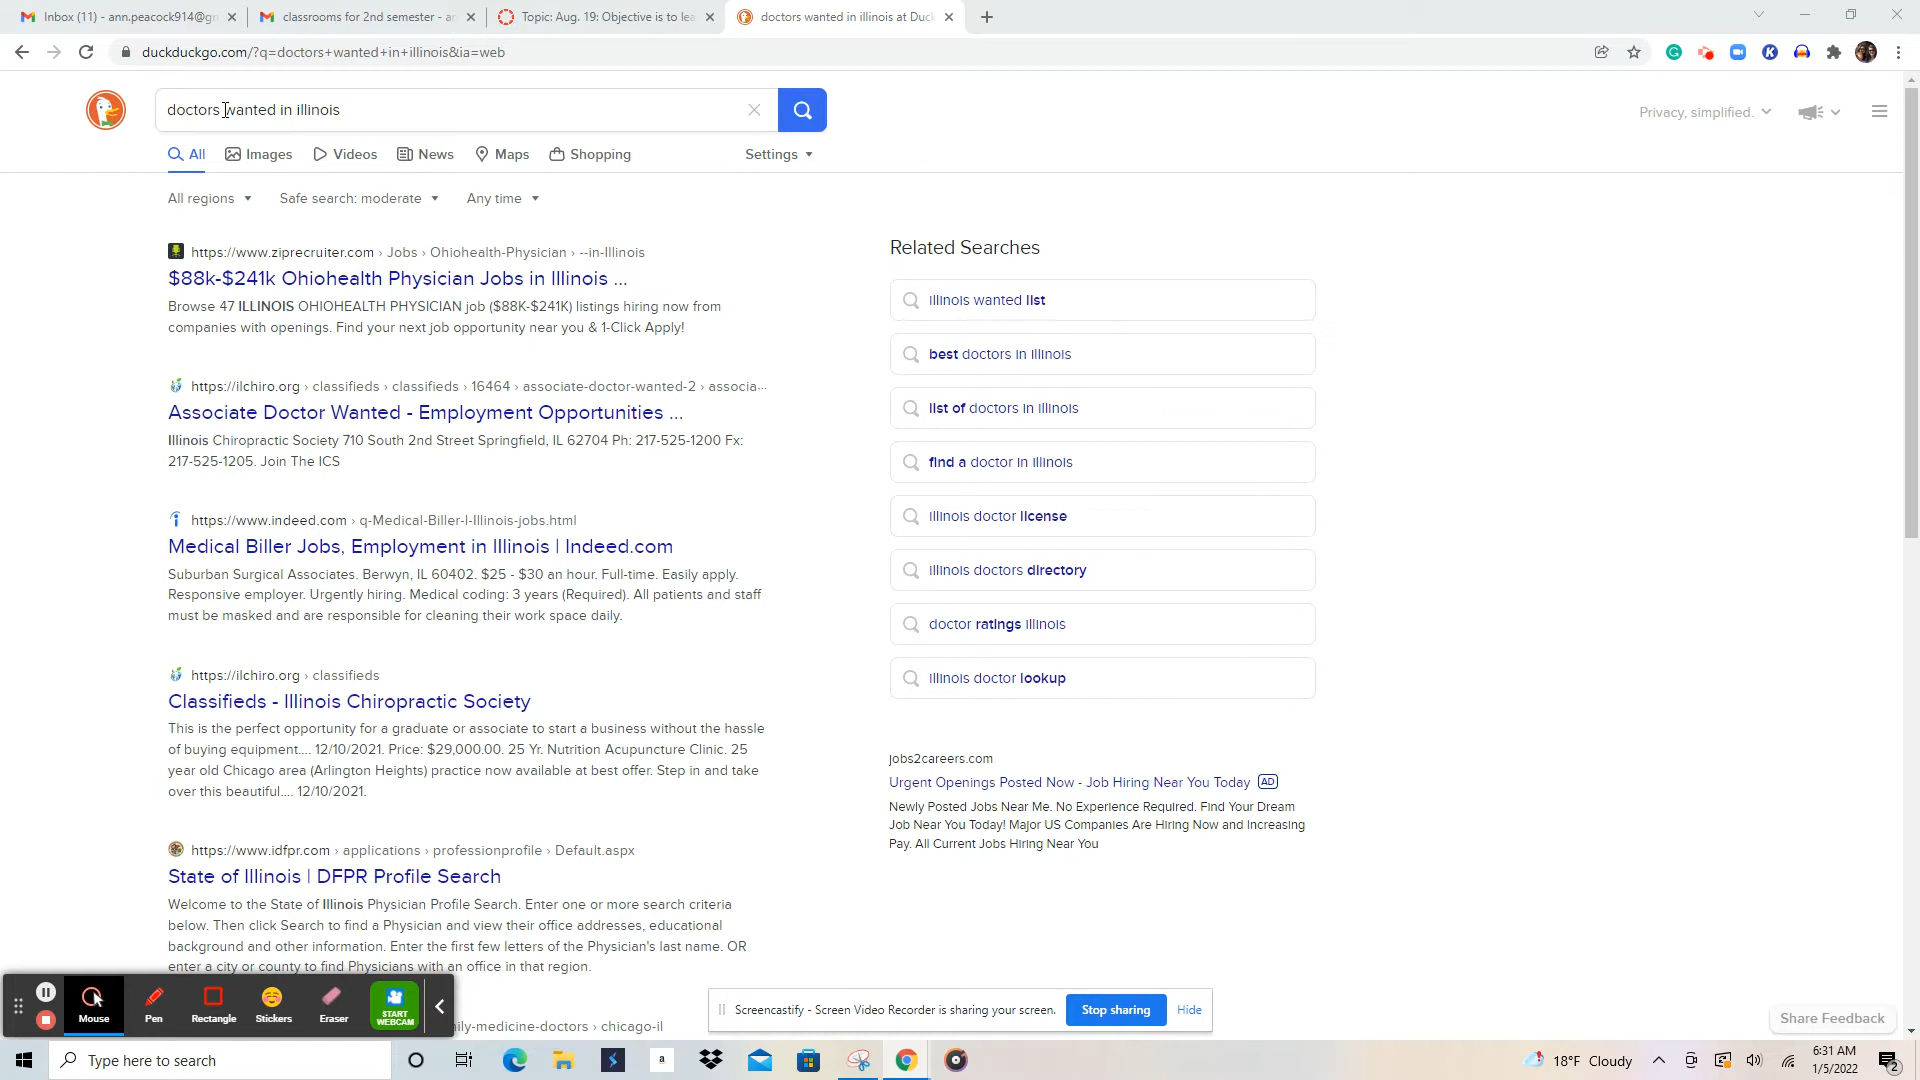 Inbox (11) - ann.peacock914@gm
classrooms for 2nd semester - an
Topic: Aug. 19: Objective is to lea
doctors wanted in illinois at Duck
duckduckgo.com/?q=doctors+wanted+in+illinois&ia=web
doctors wanted in illinois
Privacy, simplified.
All
Images
Videos
News
Maps
Shopping
Settings
All regions
Safe search: moderate
Any time
https://www.ziprecruiter.com › Jobs › Ohiohealth-Physician › --in-Illinois
$88k-$241k Ohiohealth Physician Jobs in Illinois ...
Browse 47 ILLINOIS OHIOHEALTH PHYSICIAN job ($88K-$241K) listings hiring now from
companies with openings. Find your next job opportunity near you & 1-Click Apply!
https://ilchiro.org › classifieds › classifieds › 16464 › associate-doctor-wanted-2 › associa...
Associate Doctor Wanted - Employment Opportunities ...
Illinois Chiropractic Society 710 South 2nd Street Springfield, IL 62704 Ph: 217-525-1200 Fx:
217-525-1205. Join The ICS
https://www.indeed.com › q-Medical-Biller-l-Illinois-jobs.html
Medical Biller Jobs, Employment in Illinois | Indeed.com
Suburban Surgical Associates. Berwyn, IL 60402. $25 - $30 an hour. Full-time. Easily apply.
Responsive employer. Urgently hiring. Medical coding: 3 years (Required). All patients and staff
must be masked and are responsible for cleaning their work space daily.
https://ilchiro.org › classifieds
Classifieds - Illinois Chiropractic Society
This is the perfect opportunity for a graduate or associate to start a business without the hassle
of buying equipment.... 12/10/2021. Price: $29,000.00. 25 Yr. Nutrition Acupuncture Clinic. 25
year old Chicago area (Arlington Heights) practice now available at best offer. Step in and take
over this beautiful.... 12/10/2021.
https://www.idfpr.com › applications › professionprofile › Default.aspx
State of Illinois | DFPR Profile Search
Welcome to the State of Illinois Physician Profile Search. Enter one or more search criteria
below. Then click Search to find a Physician and view their office addresses, educational
background and other information. Enter the first few letters of the Physician's last name. OR
enter a city or county to find Physicians with an office in that region.
ily-medicine-doctors › chicago-il
Related Searches
illinois wanted list
best doctors in illinois
list of doctors in illinois
find a doctor in illinois
illinois doctor license
illinois doctors directory
doctor ratings illinois
illinois doctor lookup
jobs2careers.com
Urgent Openings Posted Now - Job Hiring Near You Today AD
Newly Posted Jobs Near Me. No Experience Required. Find Your Dream
Job Near You Today! Major US Companies Are Hiring Now and Increasing
Pay. All Current Jobs Hiring Near You
Mouse
Pen
Rectangle
Stickers
Eraser
START
WEBCAM
Screencastify - Screen Video Recorder is sharing your screen.
Stop sharing
Hide
Share Feedback
Type here to search
a
18°F Cloudy
6:31 AM
1/5/2022
2